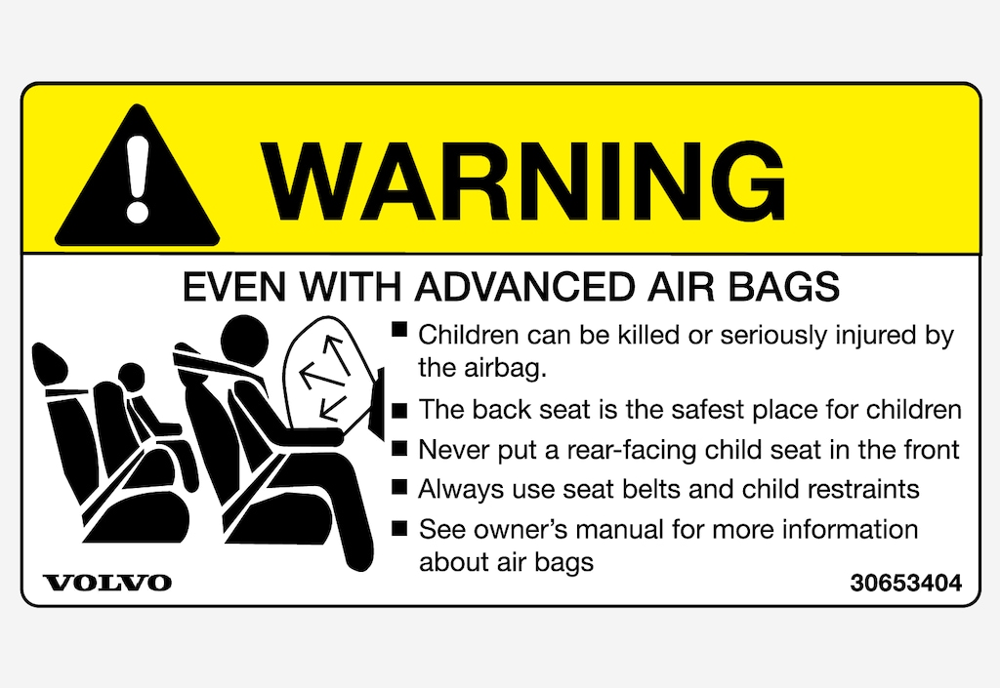 WARNING
EVEN WITH ADVANCED AIR BAGS
■ Children can be killed or seriously injured by
the airbag.
■ The back seat is the safest place for children
■ Never put a rear-facing child seat in the front
■ Always use seat belts and child restraints
■ See owner’s manual for more information
about air bags
VOLVO
30653404